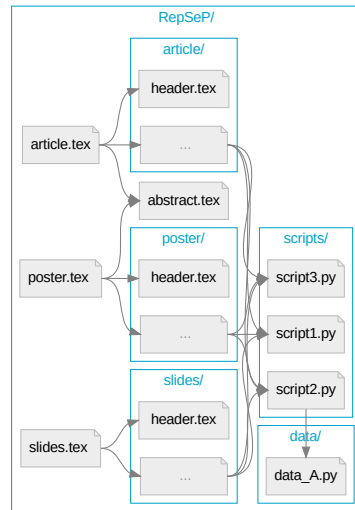 RepSeP/
article/
header.tex
article.tex
...
abstract.tex
poster/
scripts/
poster.tex
header.tex
script3.py
...
script1.py
slides/
script2.py
header.tex
slides.tex
data/
...
data_A.py